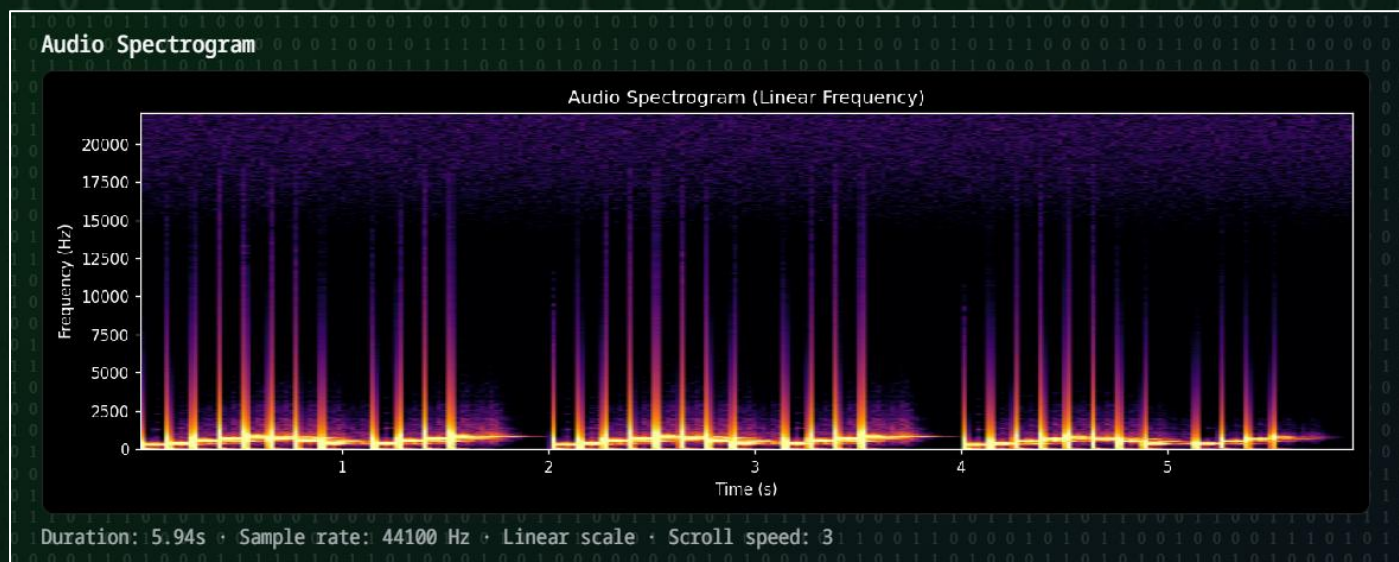 Audio Spectrogram
Audio Spectrogram (Linear Frequency)
20000
17500
15000
12500
10000
7500
5000
2500
0
Frequency (Hz)
1 2 3 4 5
Time (s)
Duration: 5.94s · Sample rate: 44100 Hz · Linear scale · Scroll speed: 3